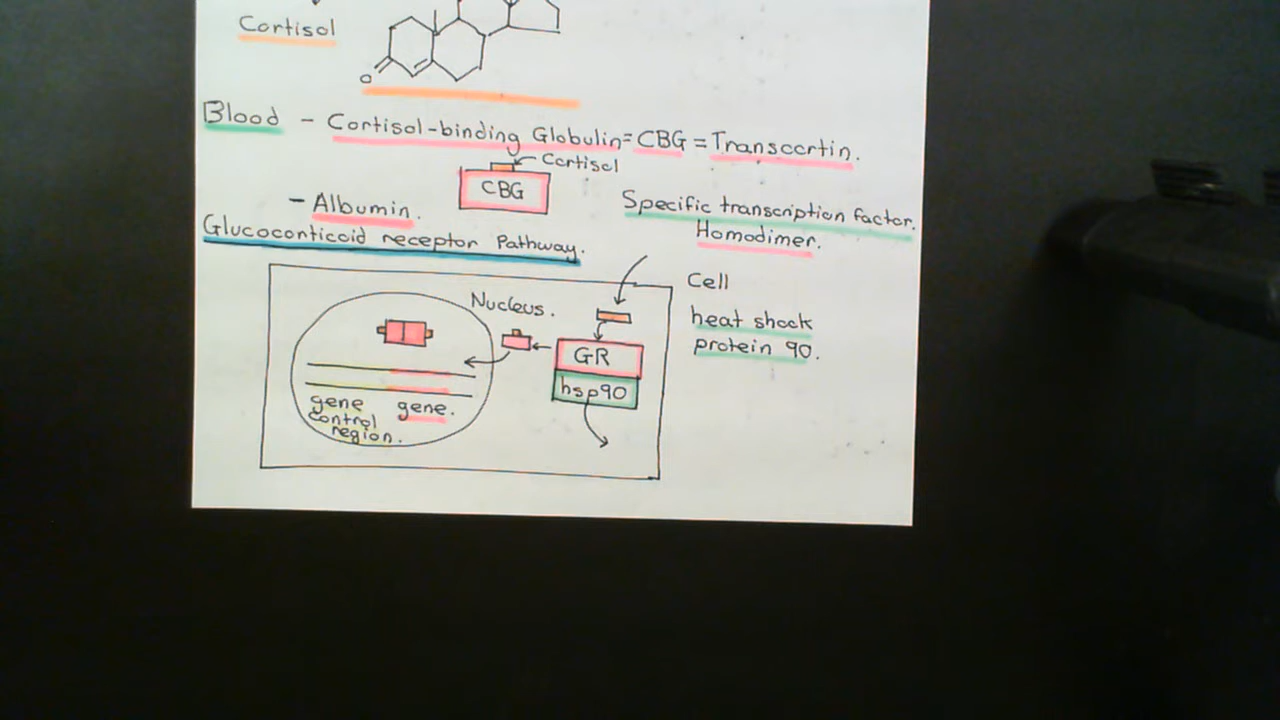 Cortisol
O
Blood - Cortisol-binding Globulin = CBG = Transcortin.
Cortisol
CBG
- Albumin.
Specific transcription factor.
Homodimer.
Glucocorticoid receptor Pathway.
Cell
Nucleus.
heat shock
protein 90.
GR
hsp90
gene gene.
control
region.